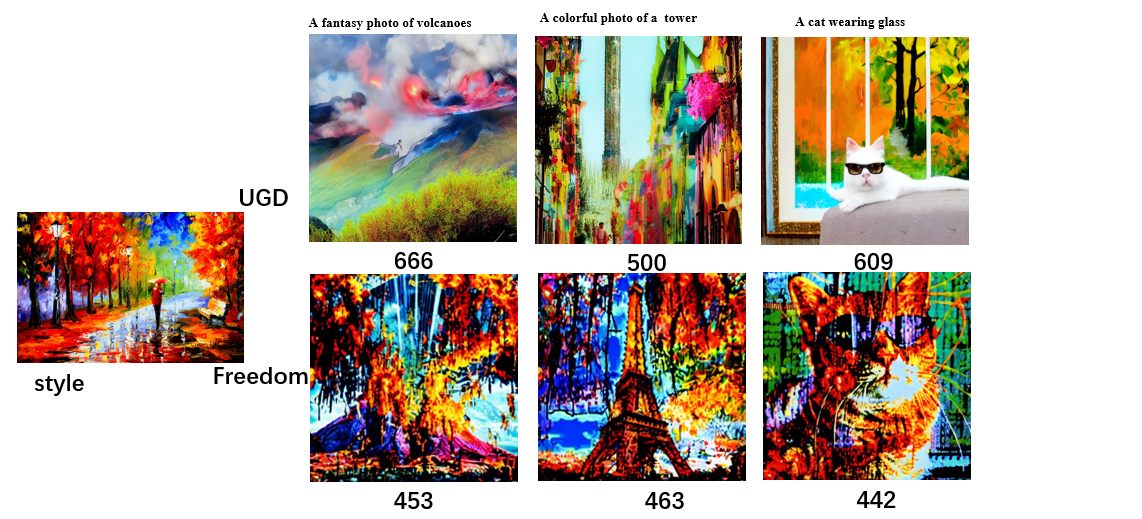 A fantasy photo of volcanoes
A colorful photo of a tower
A cat wearing glass
UGD
666
500
609
style
Freedom
453
463
442